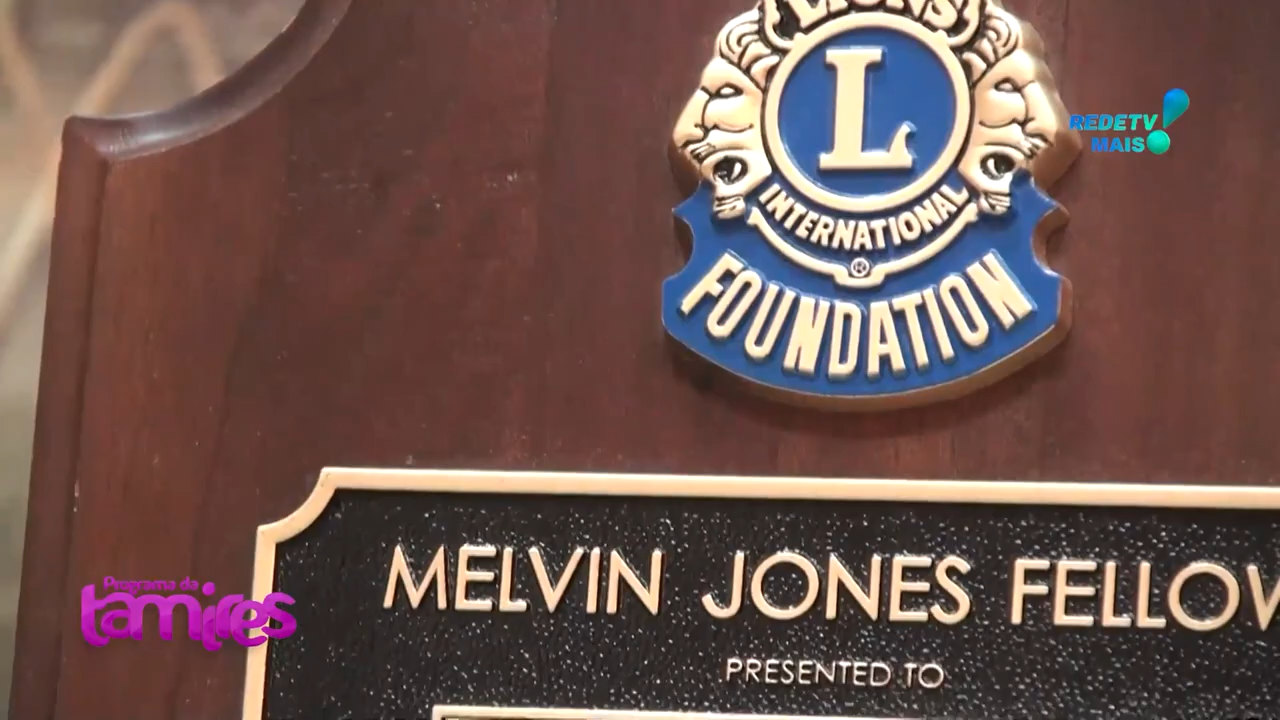 LIONS
L
INTERNATIONAL
®
FOUNDATION
REDETV!
MAIS
MELVIN JONES FELLOW
PRESENTED TO
Programa da
tamires